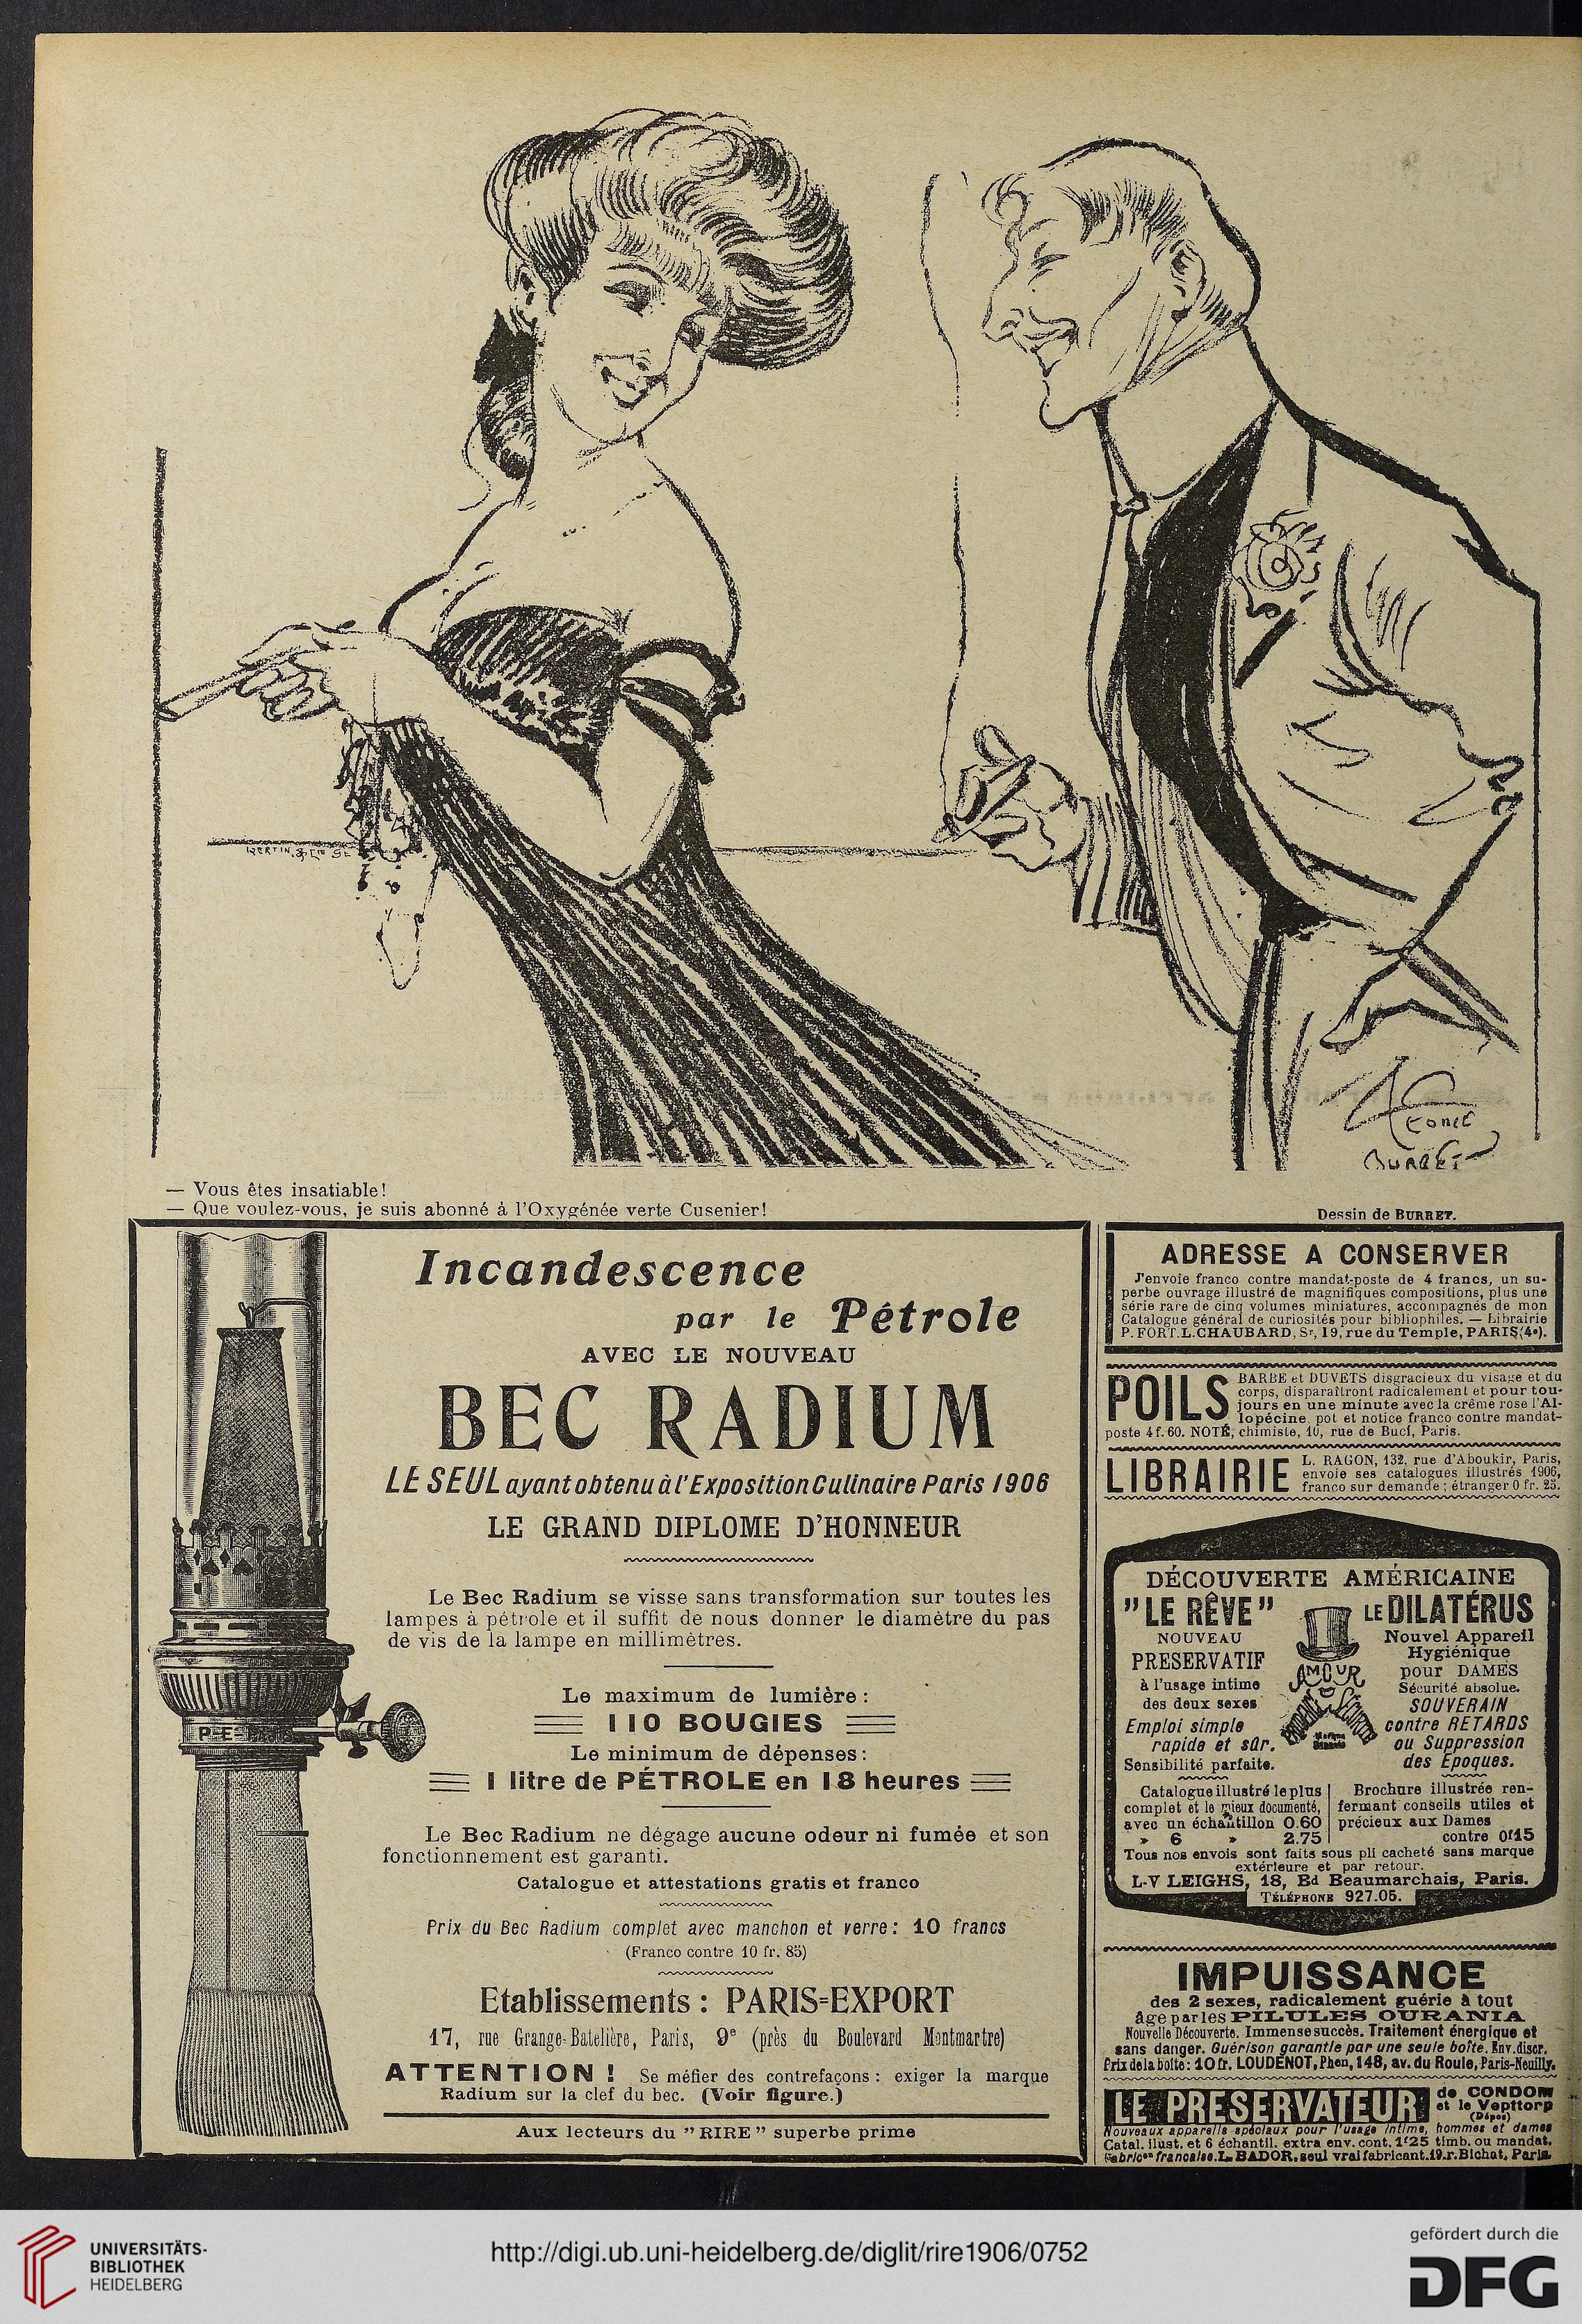 — Vous êtes insatiable!
— Que voulez-vous, je suis abonné à l'Oxygénée verte Cusenier!
Dessin de BURRET.
Léonce
BURRET
Incandescence
par le Pétrole
AVEC LE NOUVEAU
BEC RADIUM
LE SEUL ayant obtenu à l'Exposition Culinaire Paris 1906
LE GRAND DIPLOME D'HONNEUR
Le Bec Radium se visse sans transformation sur toutes les
lampes à pétrole et il suffit de nous donner le diamètre du pas
de vis de la lampe en millimètres.
Le maximum de lumière:
110 BOUGIES
Le minimum de dépenses:
1 litre de PÉTROLE en 18 heures
Le Bec Radium ne dégage aucune odeur ni fumée et son
fonctionnement est garanti.
Catalogue et attestations gratis et franco
Prix du Bec Radium complet avec manchon et verre: 10 francs
(Franco contre 10 fr. 85)
Etablissements: PARIS=EXPORT
17, rue Grange-Batelière, Paris, 9e (près du Boulevard Montmartre)
ATTENTION! Se méfier des contrefaçons: exiger la marque
Radium sur la clef du bec. (Voir figure.)
Aux lecteurs du "RIRE" superbe prime
P-E-
ADRESSE A CONSERVER
J'envoie franco contre mandat-poste de 4 francs, un su-
perbe ouvrage illustré de magnifiques compositions, plus une
série rare de cinq volumes miniatures, accompagnés de mon
Catalogue général de curiosités pour bibliophiles. — Librairie
P. FORT. L. CHAUBARD, Sr, 19, rue du Temple, PARIS (4e).
POILS BARBE et DUVETS disgracieux du visage et du
corps, disparaîtront radicalement et pour tou-
jours en une minute avec la crème rose l'Al-
lopécine, pot et notice franco contre mandat-
poste 4 f. 60. NOTÉ, chimiste, 10, rue de Buci, Paris.
LIBRAIRIE L. RAGON, 132, rue d'Aboukir, Paris,
envoie ses catalogues illustrés 1906,
franco sur demande; étranger 0 fr. 25.
DÉCOUVERTE AMÉRICAINE
"LE RÊVE"
NOUVEAU
PRESERVATIF
à l'usage intime
des deux sexes
Emploi simple
rapide et sûr.
Sensibilité parfaite.
AMOUR
PRUDENCE SÉCURITÉ
LE DILATÉRUS
Nouvel Appareil
Hygiénique
pour DAMES
Sécurité absolue.
SOUVERAIN
contre RETARDS
ou Suppression
des Epoques.
Catalogue illustré le plus
complet et le mieux documenté,
avec un échantillon 0.60
» 6 » 2.75
Brochure illustrée ren-
fermant conseils utiles et
précieux aux Dames
contre 0f15
Tous nos envois sont faits sous pli cacheté sans marque
extérieure et par retour.
L-V LEIGHS, 18, Bd Beaumarchais, Paris.
TÉLÉPHONE 927.05.
IMPUISSANCE
des 2 sexes, radicalement guérie à tout
âge par les PILULES OURANIA
Nouvelle Découverte. Immense succès. Traitement énergique et
sans danger. Guérison garantie par une seule boîte. Env. discr.
Prix de la boîte: 10 fr. LOUDENOT, Phen, 148, av. du Roule, Paris-Neuilly.
LE PRESERVATEUR de CONDOM
et le Vepttorp
(Dépos)
Nouveaux appareils spéciaux pour l'usage intime, hommes et dames
Catal. ilust. et 6 échantil. extra env. cont. 1f25 timb. ou mandat.
Fabricon française. L. BADOR, seul vrai fabricant. 19. r. Bichat, Paris.
UNIVERSITÄTS-
BIBLIOTHEK
HEIDELBERG
http://digi.ub.uni-heidelberg.de/diglit/rire1906/0752
gefördert durch die
DFG